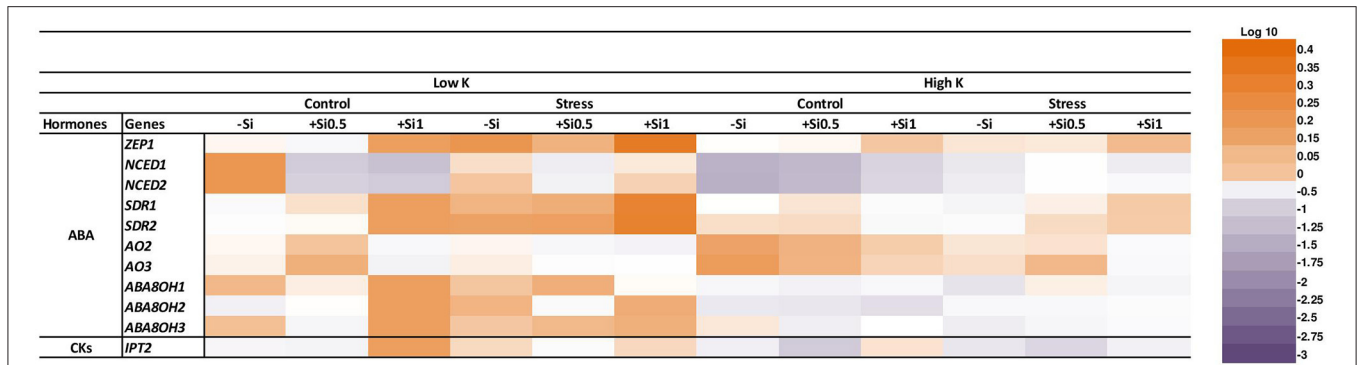 Log 10
Low K High K
Control Stress Control Stress
Hormones Genes -Si +Si0.5 +Si1 -Si +Si0.5 +Si1 -Si +Si0.5 +Si1 -Si +Si0.5 +Si1
ABA
ZEP1
NCED1
NCED2
SDR1
SDR2
AO2
AO3
ABA8OH1
ABA8OH2
ABA8OH3
CKs IPT2
0.4
0.35
0.3
0.25
0.20
0.15
0.05
0
-0.5
-1
-1.25
-1.5
-1.75
-2
-2.25
-2.5
-2.75
-3